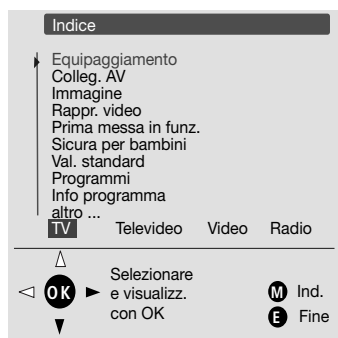 Indice
Equipaggiamento
Colleg. AV
Immagine
Rappr. video
Prima messa in funz.
Sicura per bambini
Val. standard
Programmi
Info programma
altro ...
TV Televideo Video Radio
Selezionare
e visualizz.
con OK
OK
M Ind.
E Fine